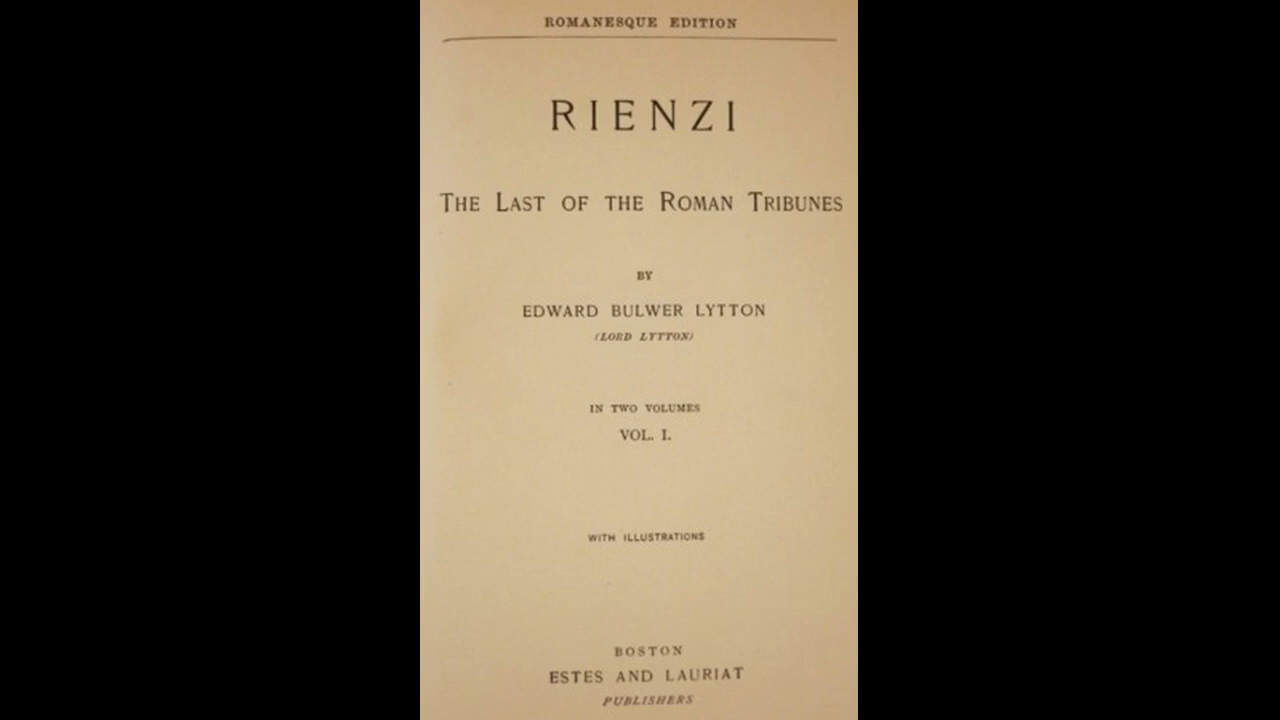 ROMANESQUE EDITION
RIENZI
THE LAST OF THE ROMAN TRIBUNES
BY
EDWARD BULWER LYTTON
(LORD LYTTON)
IN TWO VOLUMES
VOL. I.
WITH ILLUSTRATIONS
BOSTON
ESTES AND LAURIAT
PUBLISHERS